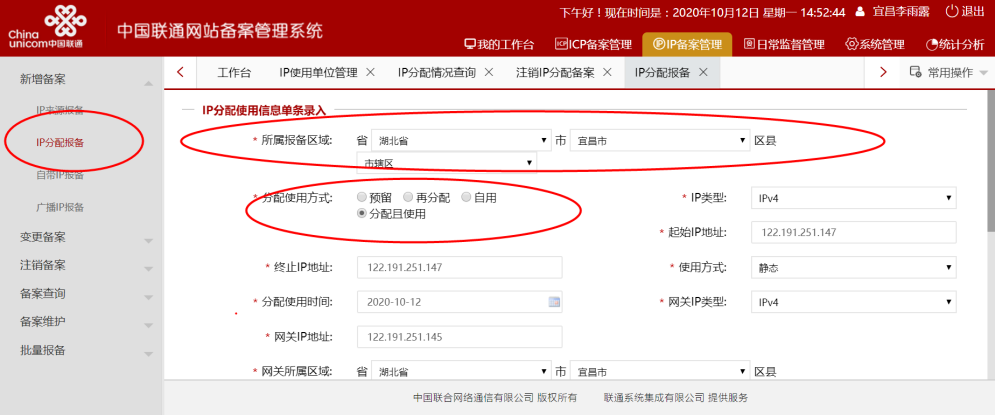 下午好！现在时间是：2020年10月12日 星期一 14:52:44 宜昌李雨露 退出
China unicom中国联通
中国联通网站备案管理系统
我的工作台 ICP备案管理 IP备案管理 日常监督管理 系统管理 统计分析
新增备案
IP来源报备
IP分配报备
自带IP报备
广播IP报备
变更备案
注销备案
备案查询
备案维护
批量报备
工作台 IP使用单位管理 IP分配情况查询 注销IP分配备案 IP分配报备 常用操作
IP分配使用信息单条录入
* 所属报备区域: 省 湖北省 市 宜昌市 区县
市辖区
* 分配使用方式: 预留 再分配 自用 * IP类型: IPv4
分配且使用
* 起始IP地址: 122.191.251.147
* 终止IP地址: 122.191.251.147 * 使用方式: 静态
* 分配使用时间: 2020-10-12 * 网关IP类型: IPv4
* 网关IP地址: 122.191.251.145
* 网关所属区域: 省 湖北省 市 宜昌市 区县
中国联合网络通信有限公司 版权所有 联通系统集成有限公司 提供服务